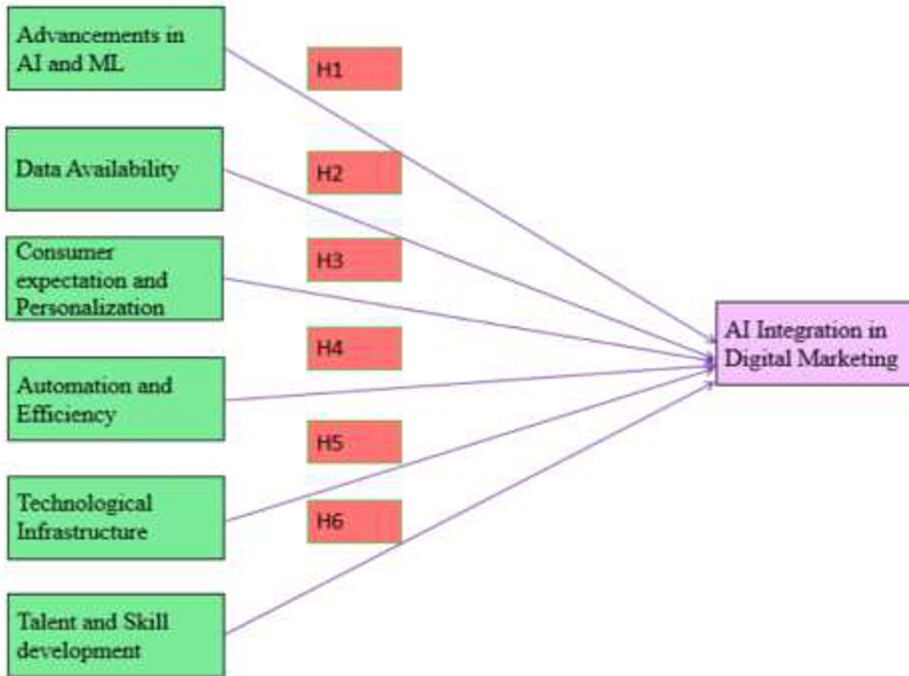 Advancements in
AI and ML
H1
Data Availability
H2
Consumer
expectation and
Personalization
H3
H4
Automation and
Efficiency
AI Integration in
Digital Marketing
H5
Technological
Infrastructure
H6
Talent and Skill
development